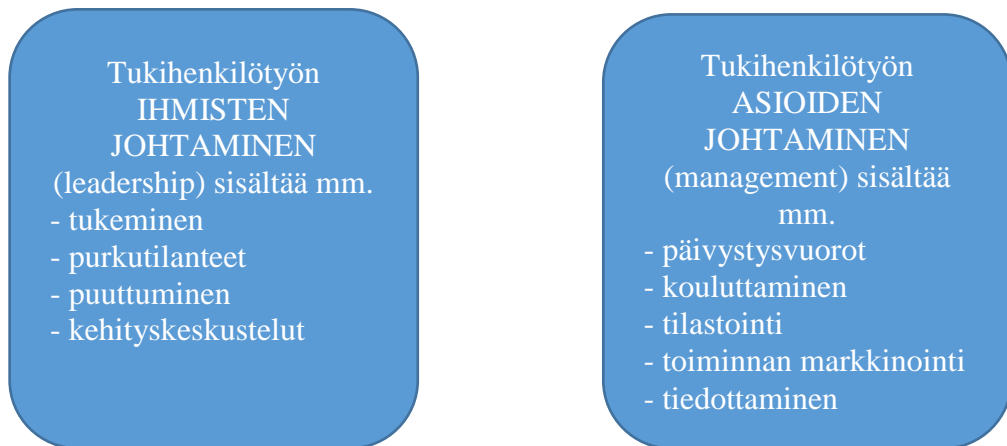 Tukihenkilötyön
IHMISTEN
JOHTAMINEN
(leadership) sisältää mm.
- tukeminen
- purkutilanteet
- puuttuminen
- kehityskeskustelut
Tukihenkilötyön
ASIOIDEN
JOHTAMINEN
(management) sisältää
mm.
- päivystysvuorot
- kouluttaminen
- tilastointi
- toiminnan markkinointi
- tiedottaminen